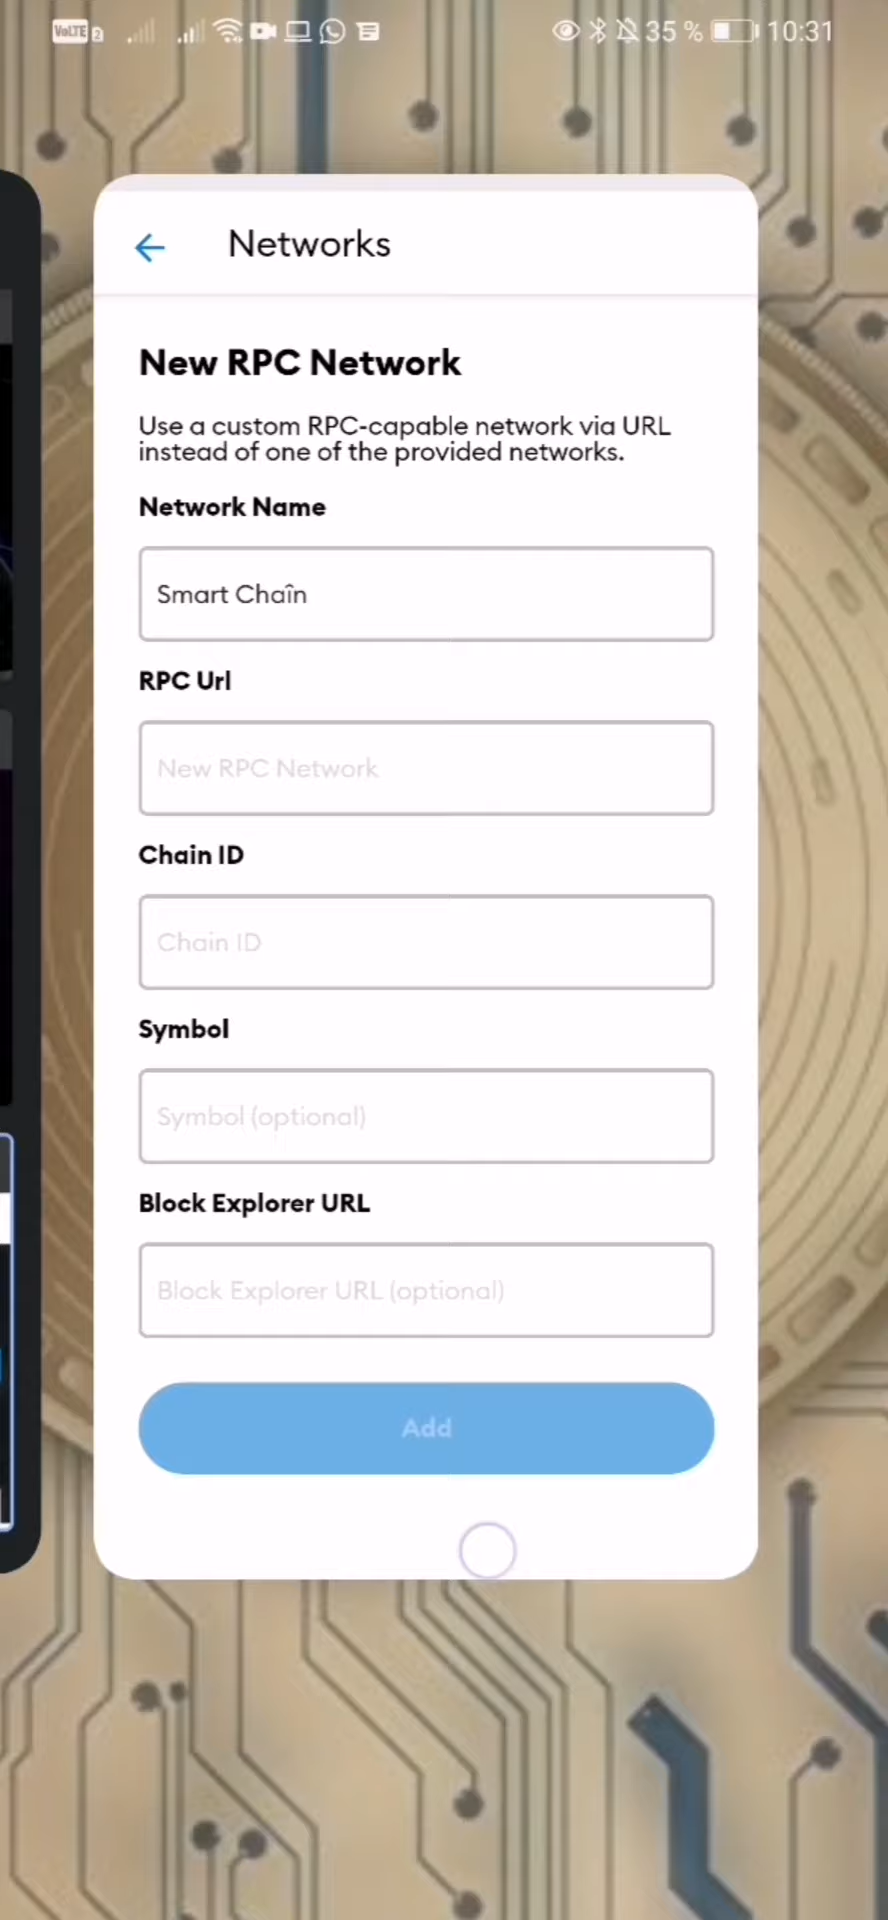 VoLTE 2 35 % 10:31
Networks
New RPC Network
Use a custom RPC-capable network via URL
instead of one of the provided networks.
Network Name
Smart Chaîn
RPC Url
New RPC Network
Chain ID
Chain ID
Symbol
Symbol (optional)
Block Explorer URL
Block Explorer URL (optional)
Add